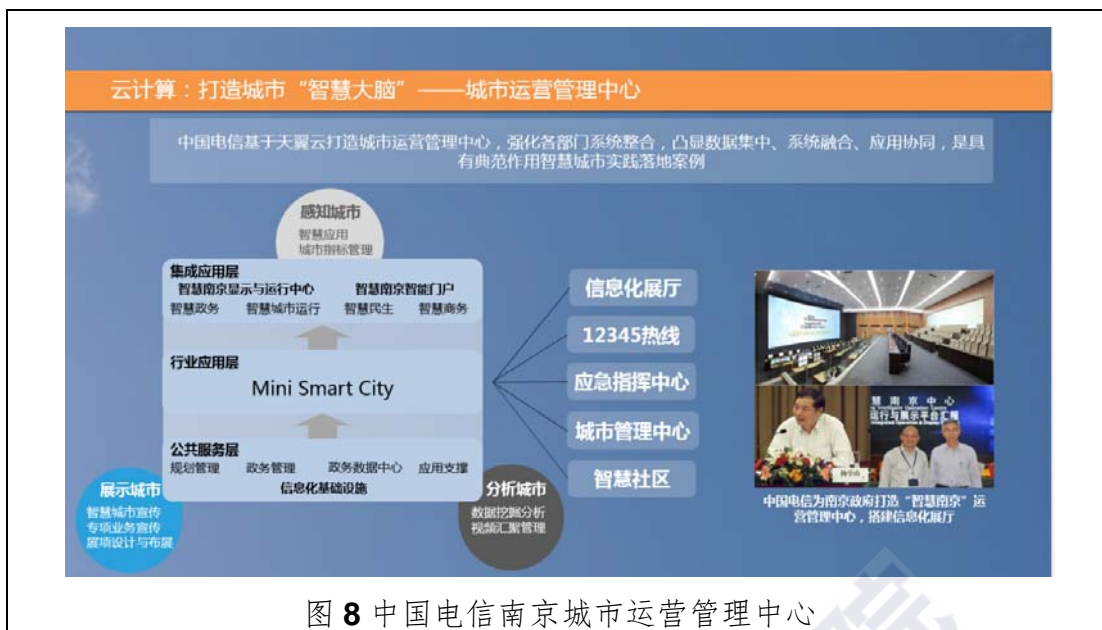 云计算：打造城市“智慧大脑”——城市运营管理中心
中国电信基于天翼云打造城市运营管理中心，强化各部门系统整合，凸显数据集中、系统融合、应用协同，是具
有典范作用智慧城市实践落地案例
感知城市
智慧应用
城市指标管理
集成应用层
智慧南京显示与运行中心 智慧南京智能门户
智慧政务 智慧城市运行 智慧民生 智慧商务
行业应用层
Mini Smart City
公共服务层
规划管理 政务管理 政务数据中心 应用支撑
信息化基础设施
展示城市
智慧城市宣传
专项业务宣传
展项设计与布展
分析城市
数据挖掘分析
视频汇聚管理
信息化展厅
12345热线
应急指挥中心
城市管理中心
智慧社区
慧南京中心
运行与展示平台汇报
中国电信为南京政府打造“智慧南京”运
营管理中心，搭建信息化展厅
图 8 中国电信南京城市运营管理中心